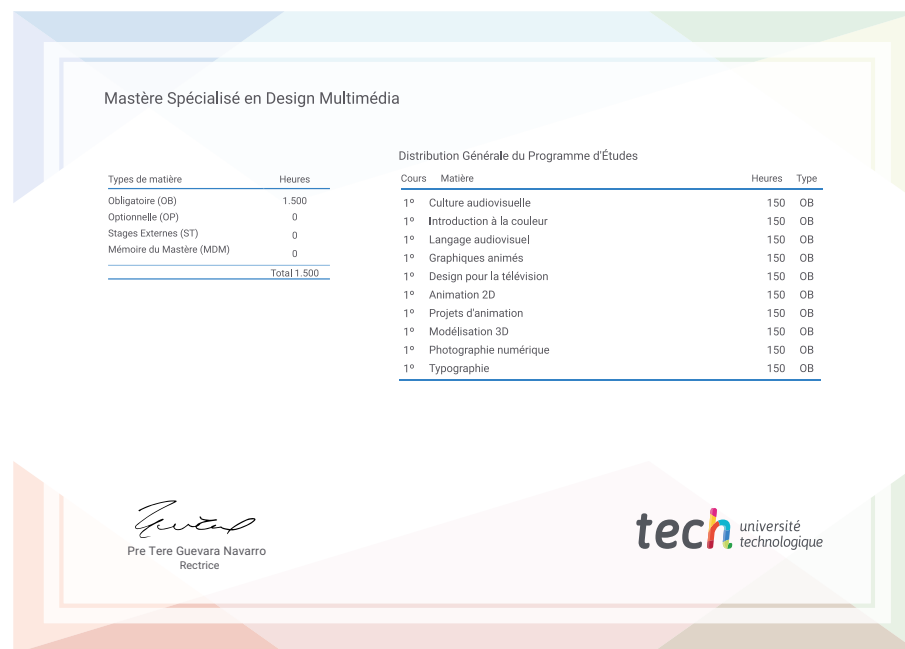 Mastère Spécialisé en Design Multimédia
Types de matière Heures
Obligatoire (OB) 1.500
Optionnelle (OP) 0
Stages Externes (ST) 0
Mémoire du Mastère (MDM) 0
Total 1.500
Distribution Générale du Programme d'Études
Cours Matière Heures Type
1º Culture audiovisuelle 150 OB
1º Introduction à la couleur 150 OB
1º Langage audiovisuel 150 OB
1º Graphiques animés 150 OB
1º Design pour la télévision 150 OB
1º Animation 2D 150 OB
1º Projets d'animation 150 OB
1º Modélisation 3D 150 OB
1º Photographie numérique 150 OB
1º Typographie 150 OB
Pre Tere Guevara Navarro
Rectrice
tech université
technologique